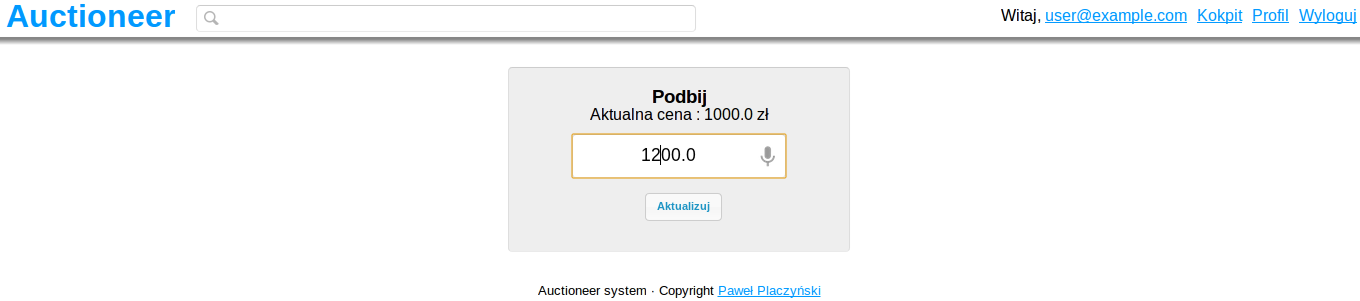 Auctioneer
Witaj, user@example.com Kokpit Profil Wyloguj
Podbij
Aktualna cena : 1000.0 zł
1200.0
Aktualizuj
Auctioneer system · Copyright Paweł Placzyński